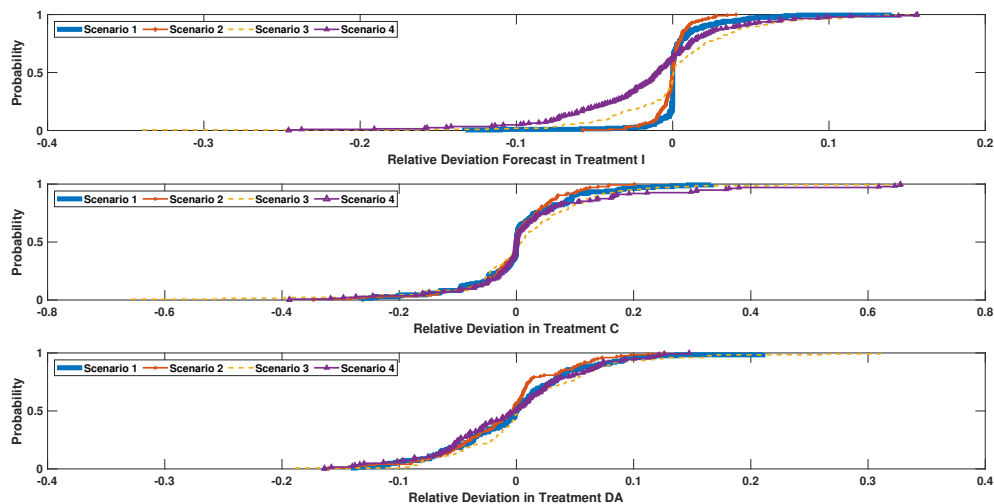 1
Scenario 1 Scenario 2 Scenario 3 Scenario 4
Probability
0.5
0
-0.4 -0.3 -0.2 -0.1 0 0.1 0.2
Relative Deviation Forecast in Treatment I
1
Scenario 1 Scenario 2 Scenario 3 Scenario 4
Probability
0.5
0
-0.8 -0.6 -0.4 -0.2 0 0.2 0.4 0.6 0.8
Relative Deviation in Treatment C
1
Scenario 1 Scenario 2 Scenario 3 Scenario 4
Probability
0.5
0
-0.4 -0.3 -0.2 -0.1 0 0.1 0.2 0.3 0.4
Relative Deviation in Treatment DA